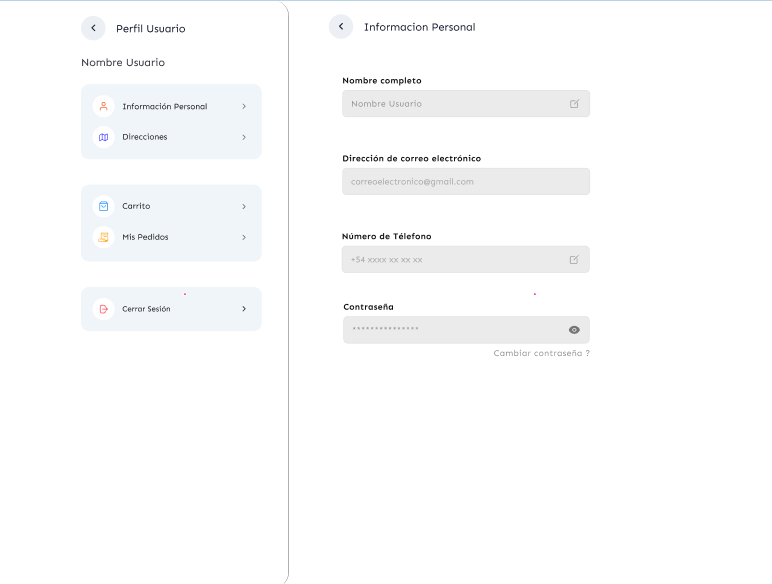 Perfil Usuario
Nombre Usuario
Información Personal
Direcciones
Carrito
Mis Pedidos
Cerrar Sesión
Informacion Personal
Nombre completo
Nombre Usuario
Dirección de correo electrónico
correoelectronico@gmail.com
Número de Télefono
+54 xxxx xx xx xx
Contraseña
***************
Cambiar contraseña ?